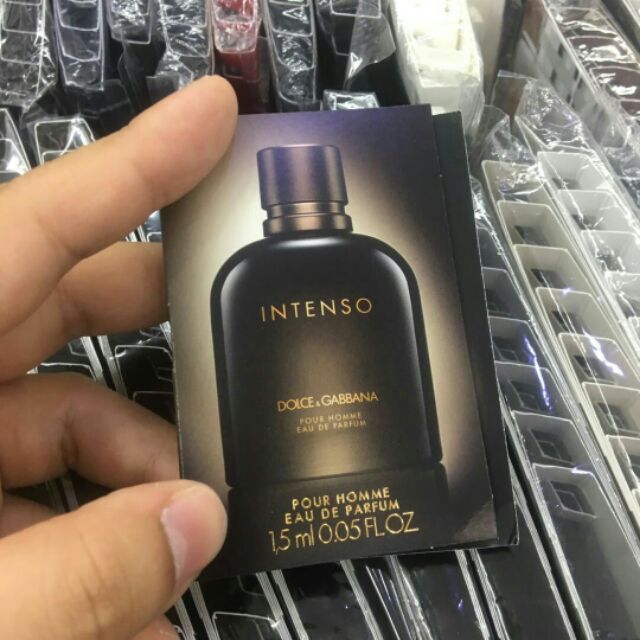 INTENSO
DOLCE & GABBANA
POUR HOMME
EAU DE PARFUM
POUR HOMME
EAU DE PARFUM
1,5 ml 0.05 FL.OZ